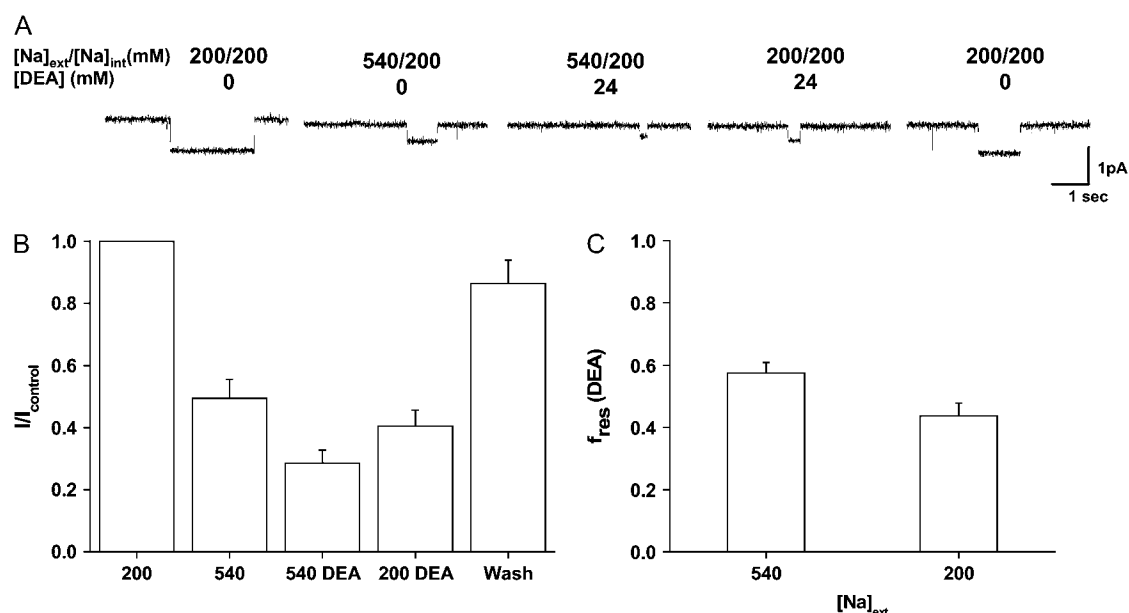 A
[Na]ext/[Na]int(mM) 200/200 540/200 540/200 200/200 200/200
[DEA] (mM) 0 0 24 24 0
1pA
1 sec
B
I/Icontrol
1.0
0.8
0.6
0.4
0.2
0.0
200 540 540 DEA 200 DEA Wash
C
fres (DEA)
1.0
0.8
0.6
0.4
0.2
0.0
540 200
[Na]ext